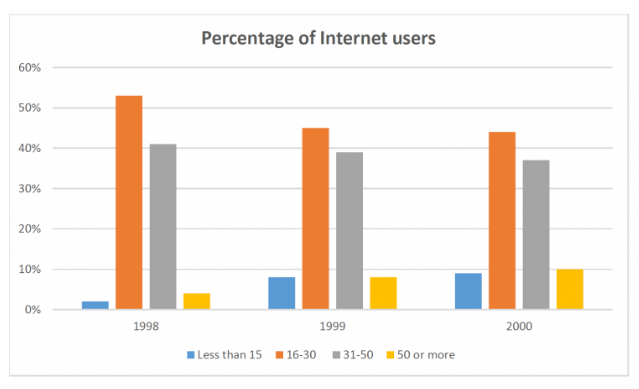 Percentage of Internet users
60%
50%
40%
30%
20%
10%
0%
1998 1999 2000
Less than 15 16-30 31-50 50 or more